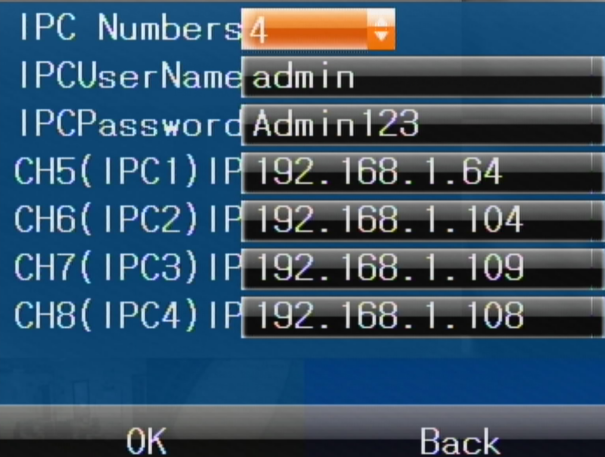 IPC Numbers 4
IPCUserName admin
IPCPassword Admin123
CH5(IPC1)IP 192.168.1.64
CH6(IPC2)IP 192.168.1.104
CH7(IPC3)IP 192.168.1.109
CH8(IPC4)IP 192.168.1.108
OK Back